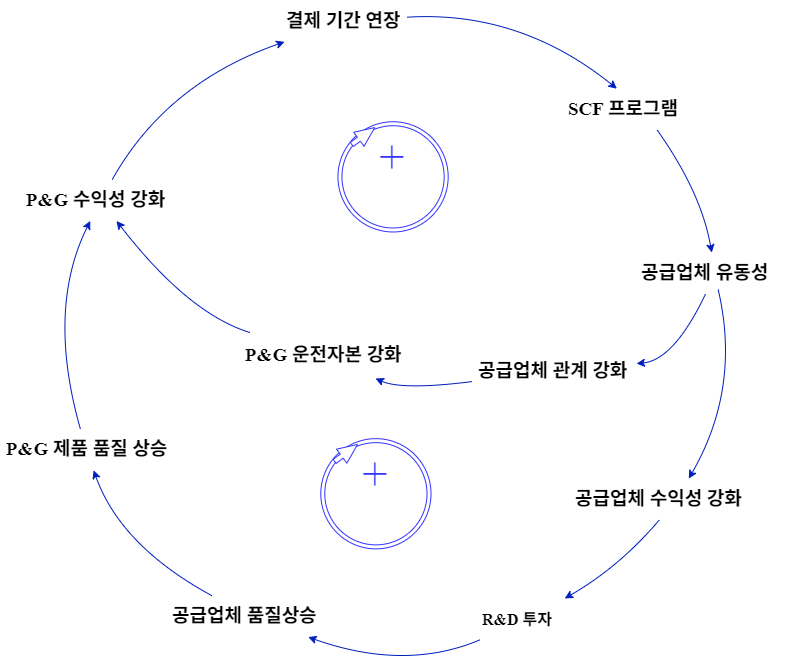 결제 기간 연장
SCF 프로그램
P&G 수익성 강화
공급업체 유동성
P&G 운전자본 강화
공급업체 관계 강화
P&G 제품 품질 상승
공급업체 수익성 강화
공급업체 품질상승
R&D 투자